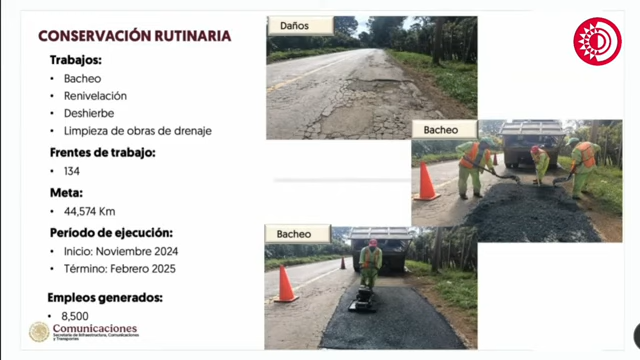 CONSERVACIÓN RUTINARIA
Trabajos:
• Bacheo
• Renivelación
• Deshierbe
• Limpieza de obras de drenaje
Frentes de trabajo:
• 134
Meta:
• 44,574 Km
Período de ejecución:
• Inicio: Noviembre 2024
• Término: Febrero 2025
Empleos generados:
• 8,500
Comunicaciones
Secretaría de Infraestructura, Comunicaciones
y Transportes
Daños
Bacheo
Bacheo